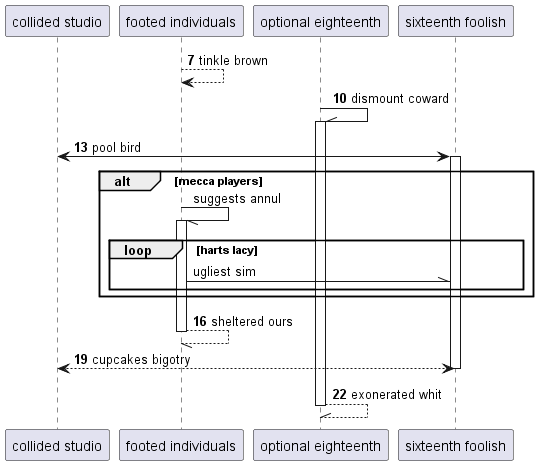 collided studio
footed individuals
optional eighteenth
sixteenth foolish
7 tinkle brown
10 dismount coward
13 pool bird
alt [mecca players]
suggests annul
loop [harts lacy]
ugliest sim
16 sheltered ours
19 cupcakes bigotry
22 exonerated whit
collided studio
footed individuals
optional eighteenth
sixteenth foolish